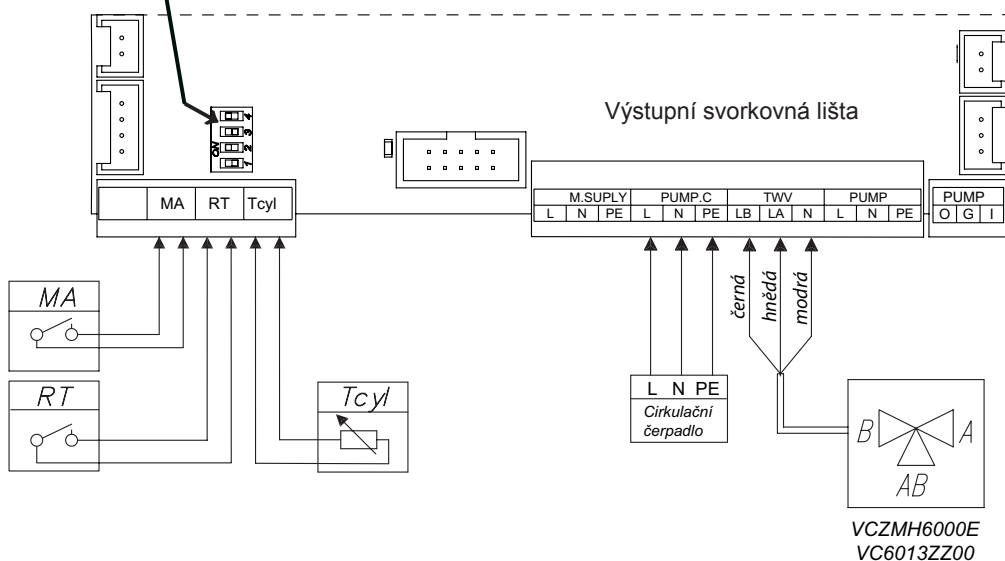 ON 1 2 3 4
Výstupní svorkovná lišta
MA RT Tcyl
M.SUPLY PUMP.C TWV PUMP PUMP
L N PE L N PE LB LA N L N PE O G I
černá
hnědá
modrá
MA
RT
Tcyl
L N PE
Cirkulační
čerpadlo
B A
AB
VCZMH6000E
VC6013ZZ00